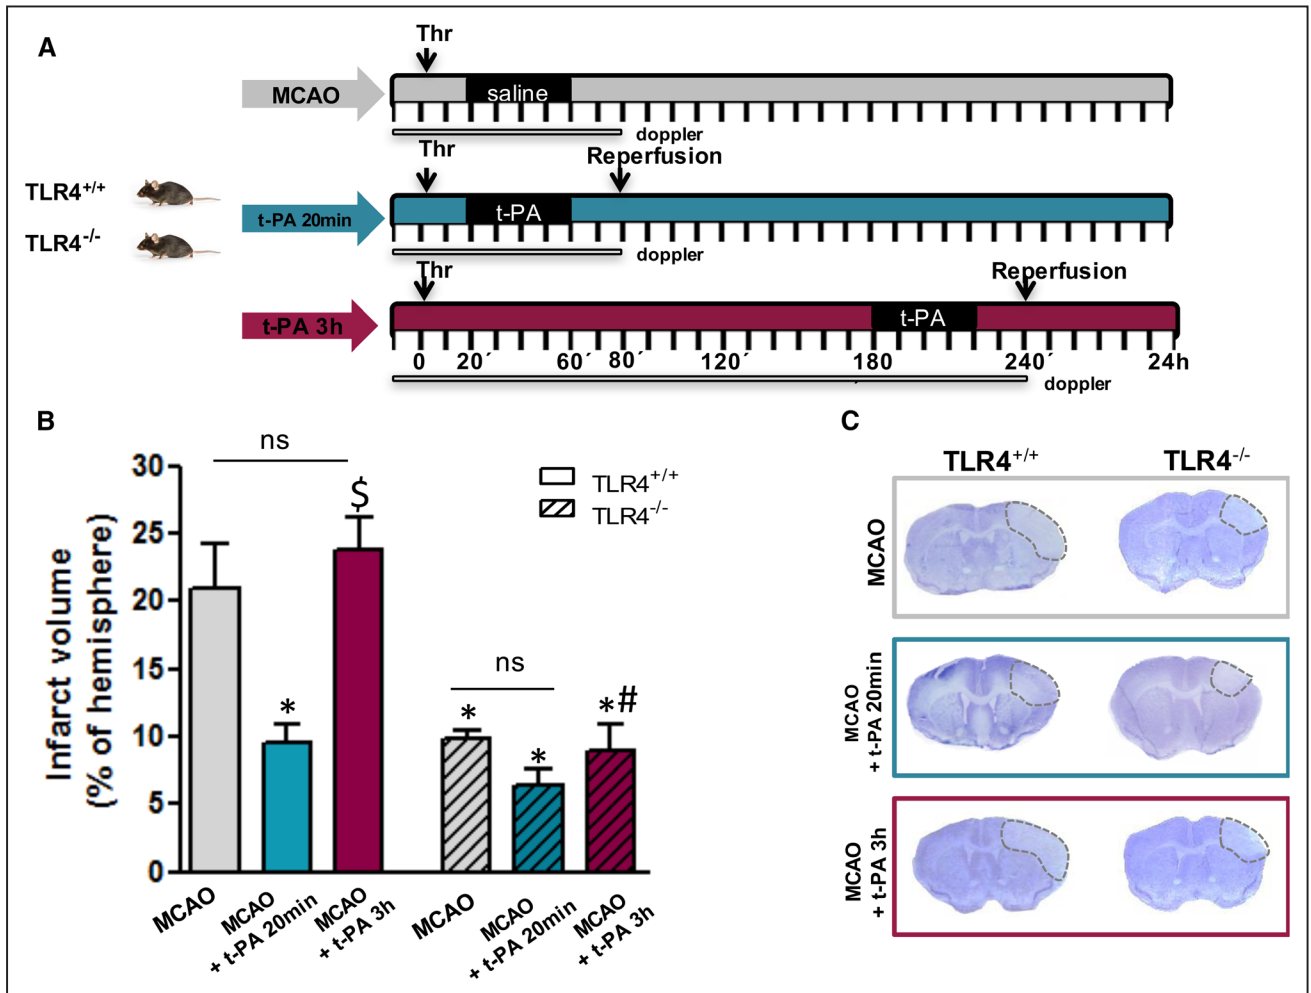 A
Thr
MCAO
saline
doppler
Thr
Reperfusion
TLR4+/+
t-PA 20min
t-PA
TLR4-/-
doppler
Thr
Reperfusion
t-PA 3h
t-PA
0 20´ 60´ 80´ 120´ 180 240´ 24h
doppler
B
ns
30
25
20
15
10
5
0
Infarct volume
(% of hemisphere)
$
*
TLR4+/+
TLR4-/-
ns
*
*
*#
MCAO
MCAO
+ t-PA 20min
MCAO
+ t-PA 3h
MCAO
MCAO
+ t-PA 20min
MCAO
+ t-PA 3h
C
TLR4+/+
TLR4-/-
MCAO
MCAO
+ t-PA 20min
MCAO
+ t-PA 3h